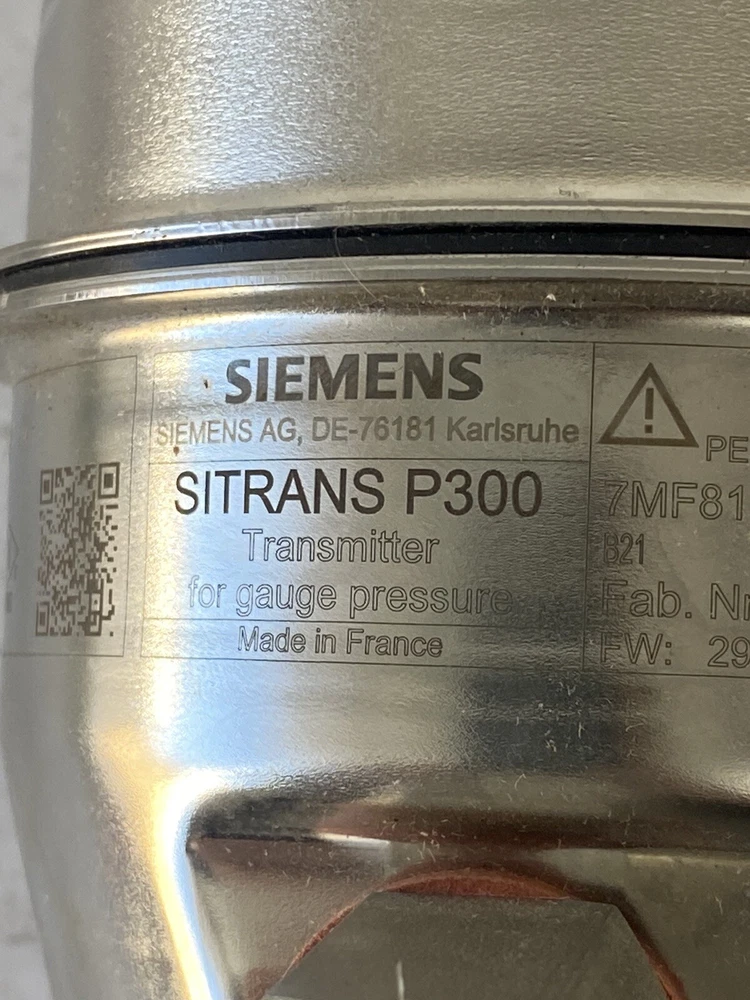 SIEMENS
SIEMENS AG, DE-76181 Karlsruhe
SITRANS P300
Transmitter
for gauge pressure
Made in France
PE
7MF81
B21
Fab. Nr
FW: 29